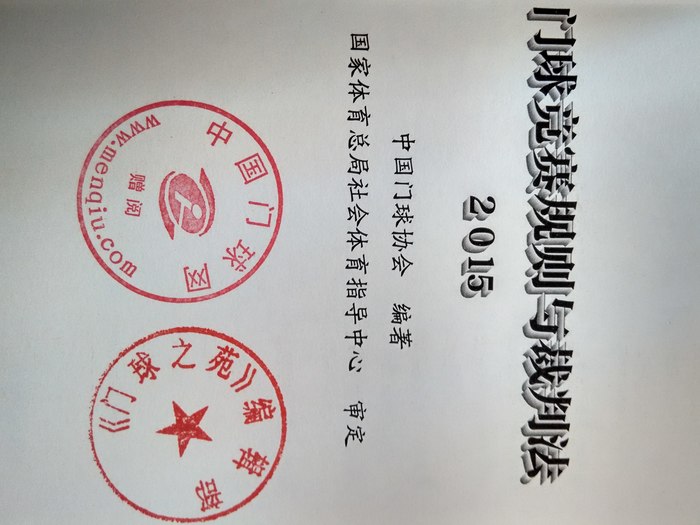 门球竞赛规则与裁判法
2015
中国门球协会 编著
国家体育总局社会体育指导中心 审定
中国门球网
赠阅
www.menqiu.com
《门球之苑》编辑部